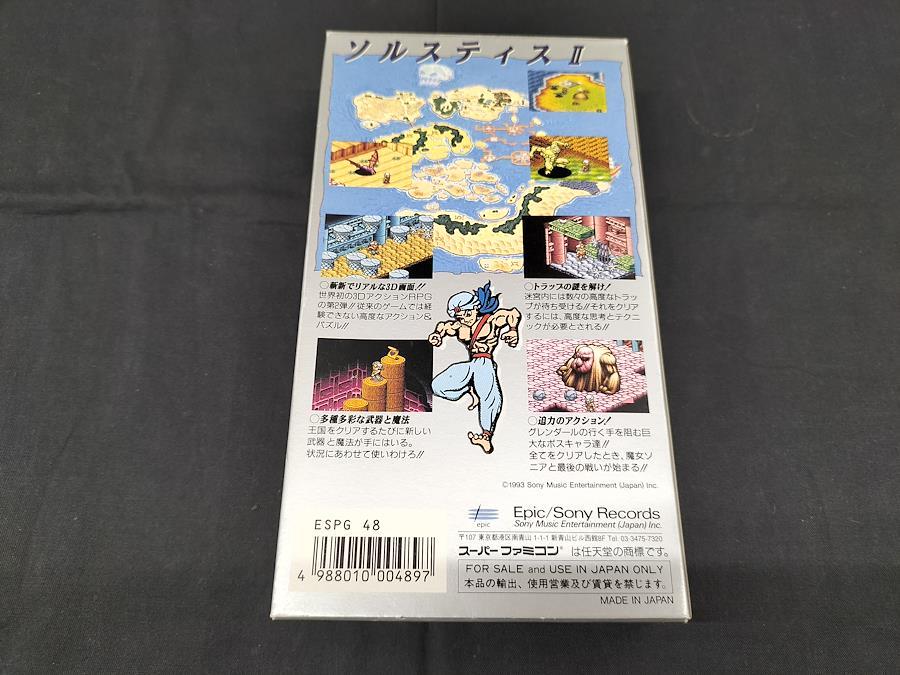 ソルスティスⅡ
○斬新でリアルな3D画面!!
世界初の3DアクションRPG
の第2弾!!従来のゲームでは経
験できない高度なアクション&
パズル!!
○トラップの謎を解け!
迷宮内には数々の高度なトラッ
プが待ち受ける!!それをクリア
するには、高度な思考とテクニ
ックが必要とされる!!
○多種多彩な武器と魔法
王国をクリアするたびに新しい
武器と魔法が手にはいる。
状況にあわせて使いわけろ!!
○迫力のアクション!
グレンダールの行く手を阻む巨
大なボスキャラ達!!
全てをクリアしたとき、魔女ソ
ニアと最後の戦いが始まる!!
©1993 Sony Music Entertainment (Japan) Inc.
epic
Epic/Sony Records
Sony Music Entertainment (Japan) Inc.
〒107 東京都港区南青山 1-1-1 新青山ビル西館8F Tel. 03-3475-7320
スーパーファミコン® は任天堂の商標です。
FOR SALE and USE IN JAPAN ONLY
本品の輸出、使用営業及び賃貸を禁じます。
MADE IN JAPAN
ESPG 48
4 988010 004897